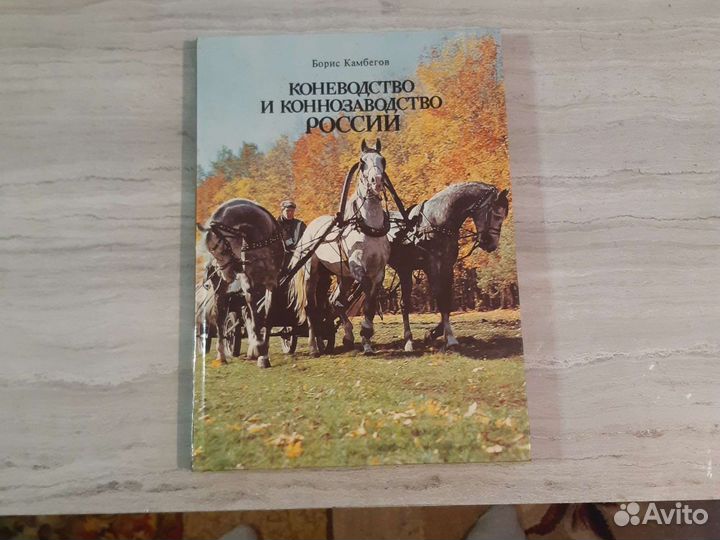 Борис Камбегов
КОНЕВОДСТВО
И КОННОЗАВОДСТВО
РОССИИ
Avito